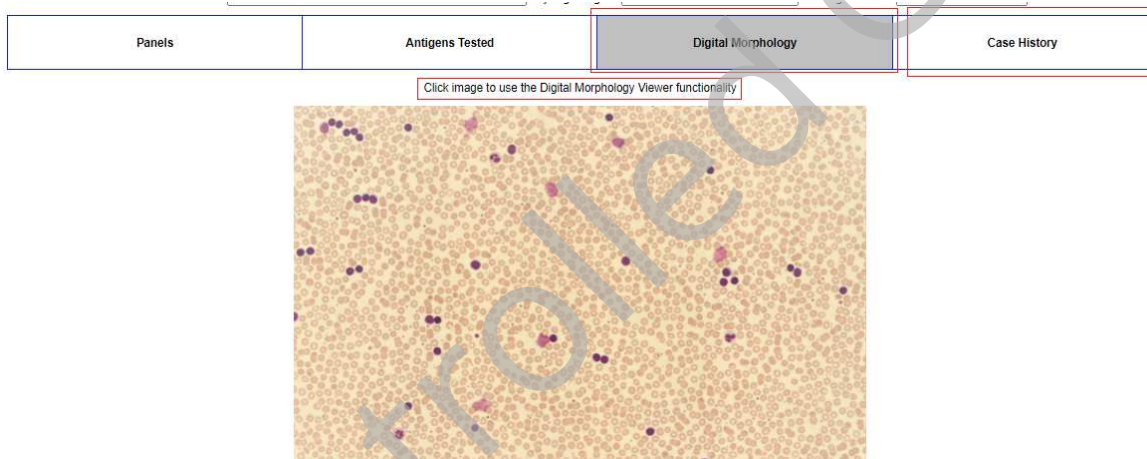 Panels Antigens Tested Digital Morphology Case History
Click image to use the Digital Morphology Viewer functionality
trolled